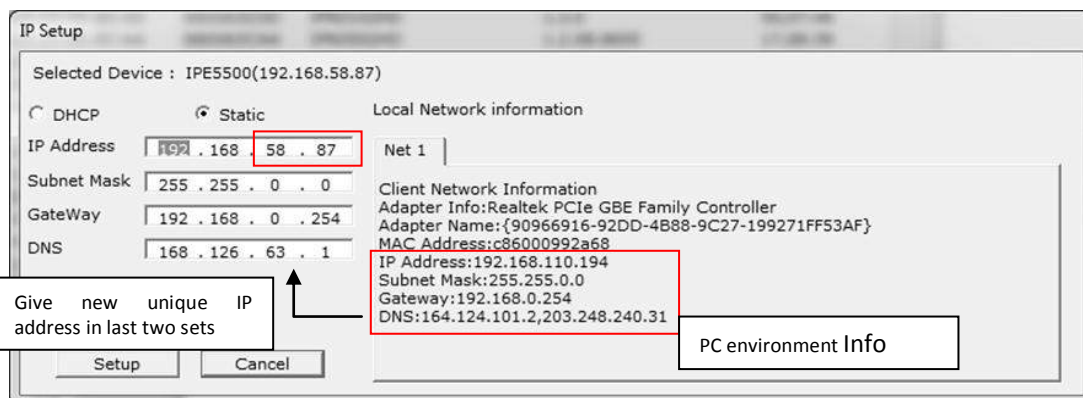 IP Setup
Selected Device : IPE5500(192.168.58.87)
DHCP Static
IP Address 192 . 168 . 58 . 87
Subnet Mask 255 . 255 . 0 . 0
GateWay 192 . 168 . 0 . 254
DNS 168 . 126 . 63 . 1
Give new unique IP
address in last two sets
Setup Cancel
Local Network information
Net 1
Client Network Information
Adapter Info:Realtek PCIe GBE Family Controller
Adapter Name:{90966916-92DD-4B88-9C27-199271FF53AF}
MAC Address:c86000992a68
IP Address:192.168.110.194
Subnet Mask:255.255.0.0
Gateway:192.168.0.254
DNS:164.124.101.2,203.248.240.31
PC environment Info